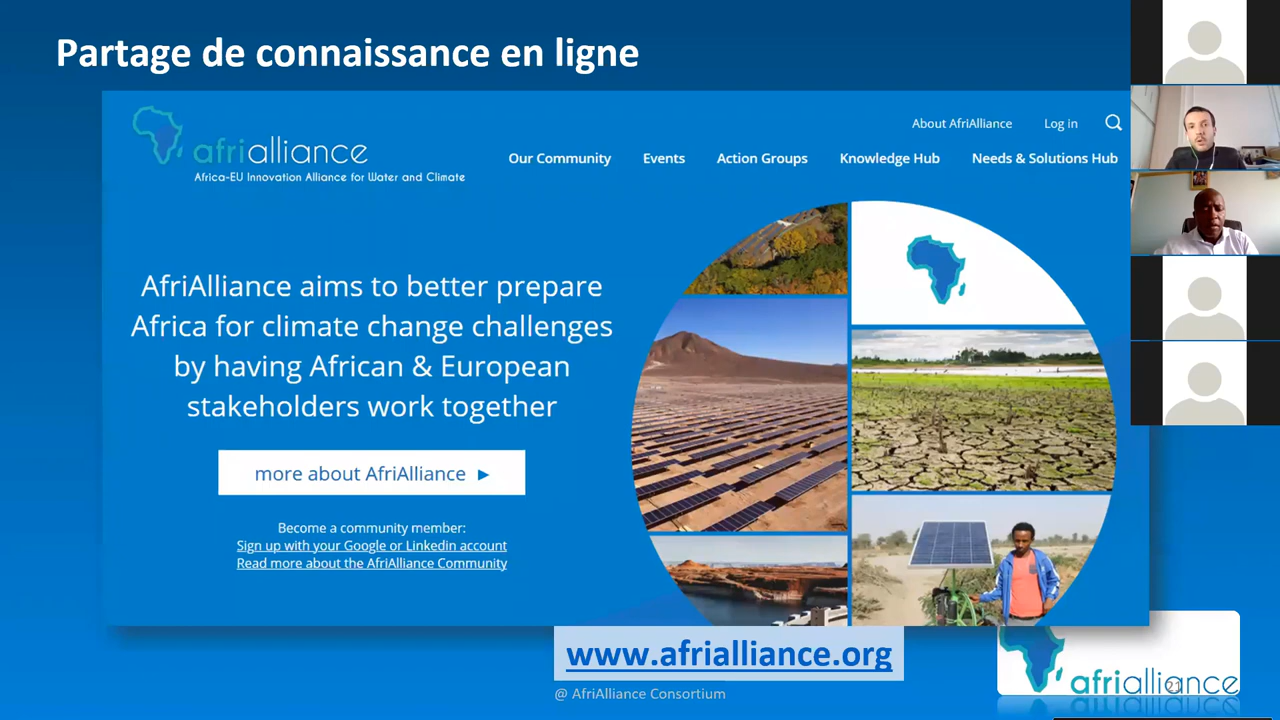 Partage de connaissance en ligne
afrialliance
Africa-EU Innovation Alliance for Water and Climate
About AfriAlliance
Log in
Our Community
Events
Action Groups
Knowledge Hub
Needs & Solutions Hub
AfriAlliance aims to better prepare
Africa for climate change challenges
by having African & European
stakeholders work together
more about AfriAlliance ►
Become a community member:
Sign up with your Google or Linkedin account
Read more about the AfriAlliance Community
www.afrialliance.org
@ AfriAlliance Consortium
afrialliance